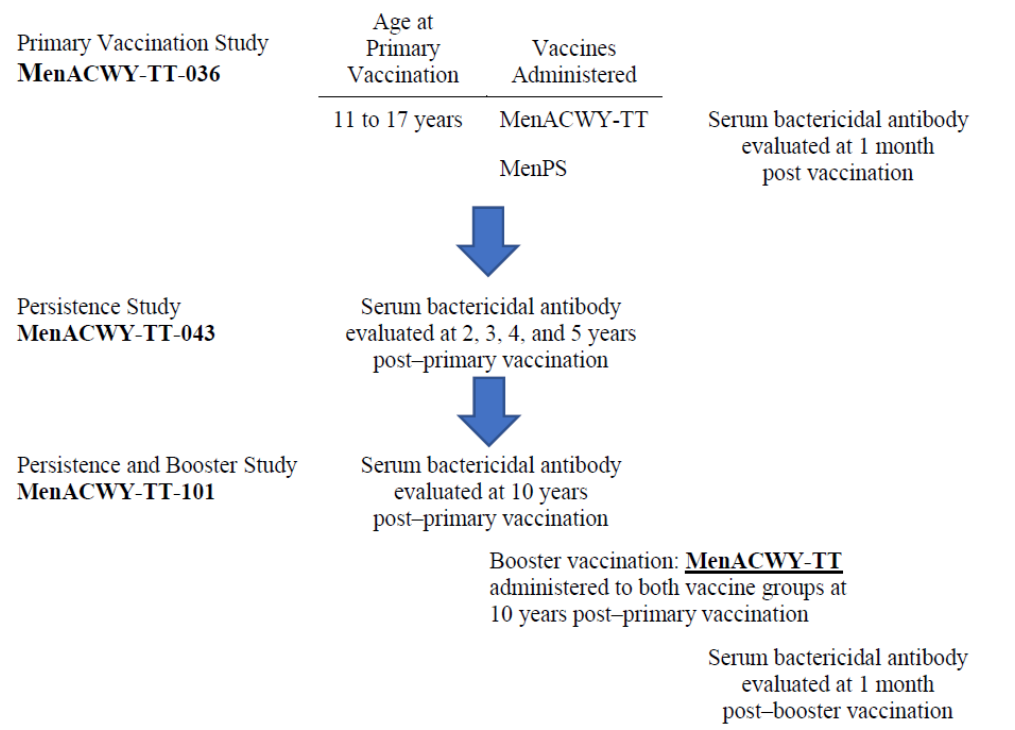 Primary Vaccination Study
MenACWY-TT-036
Age at
Primary
Vaccination
Vaccines
Administered
11 to 17 years
MenACWY-TT
MenPS
Serum bactericidal antibody
evaluated at 1 month
post vaccination
Persistence Study
MenACWY-TT-043
Serum bactericidal antibody
evaluated at 2, 3, 4, and 5 years
post–primary vaccination
Persistence and Booster Study
MenACWY-TT-101
Serum bactericidal antibody
evaluated at 10 years
post–primary vaccination
Booster vaccination: MenACWY-TT
administered to both vaccine groups at
10 years post–primary vaccination
Serum bactericidal antibody
evaluated at 1 month
post–booster vaccination